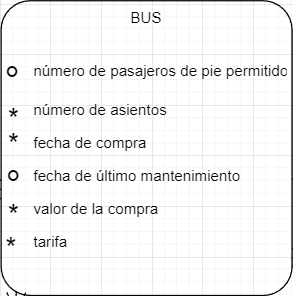 BUS
o número de pasajeros de pie permitido
* número de asientos
* fecha de compra
o fecha de último mantenimiento
* valor de la compra
* tarifa